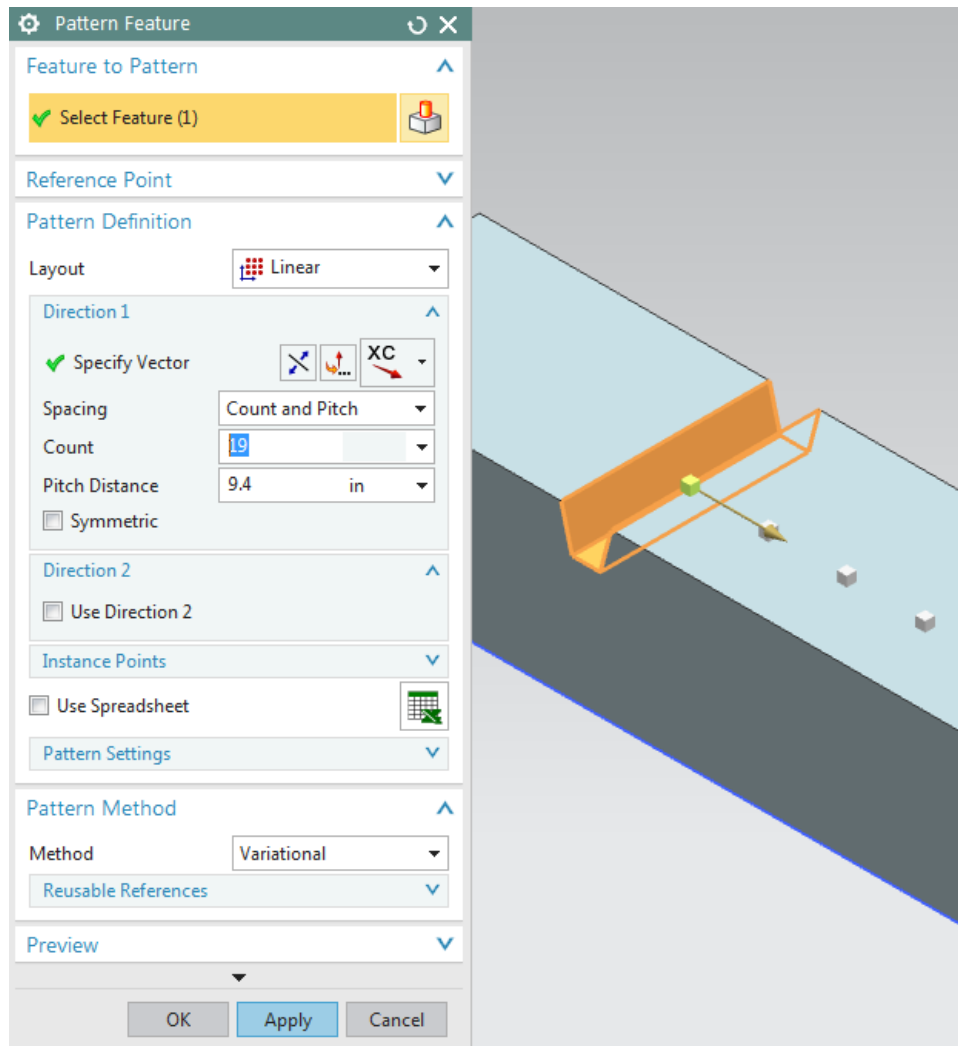 Pattern Feature
Feature to Pattern
Select Feature (1)
Reference Point
Pattern Definition
Layout Linear
Direction 1
Specify Vector XC
Spacing Count and Pitch
Count 19
Pitch Distance 9.4 in
Symmetric
Direction 2
Use Direction 2
Instance Points
Use Spreadsheet
Pattern Settings
Pattern Method
Method Variational
Reusable References
Preview
OK Apply Cancel